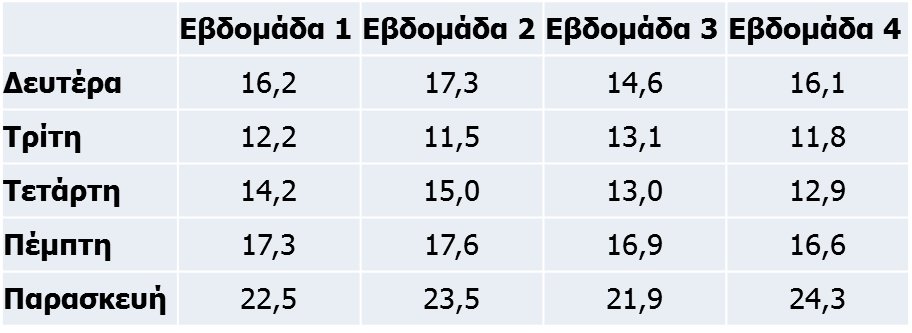 Εβδομάδα 1 Εβδομάδα 2 Εβδομάδα 3 Εβδομάδα 4
Δευτέρα 16,2 17,3 14,6 16,1
Τρίτη 12,2 11,5 13,1 11,8
Τετάρτη 14,2 15,0 13,0 12,9
Πέμπτη 17,3 17,6 16,9 16,6
Παρασκευή 22,5 23,5 21,9 24,3